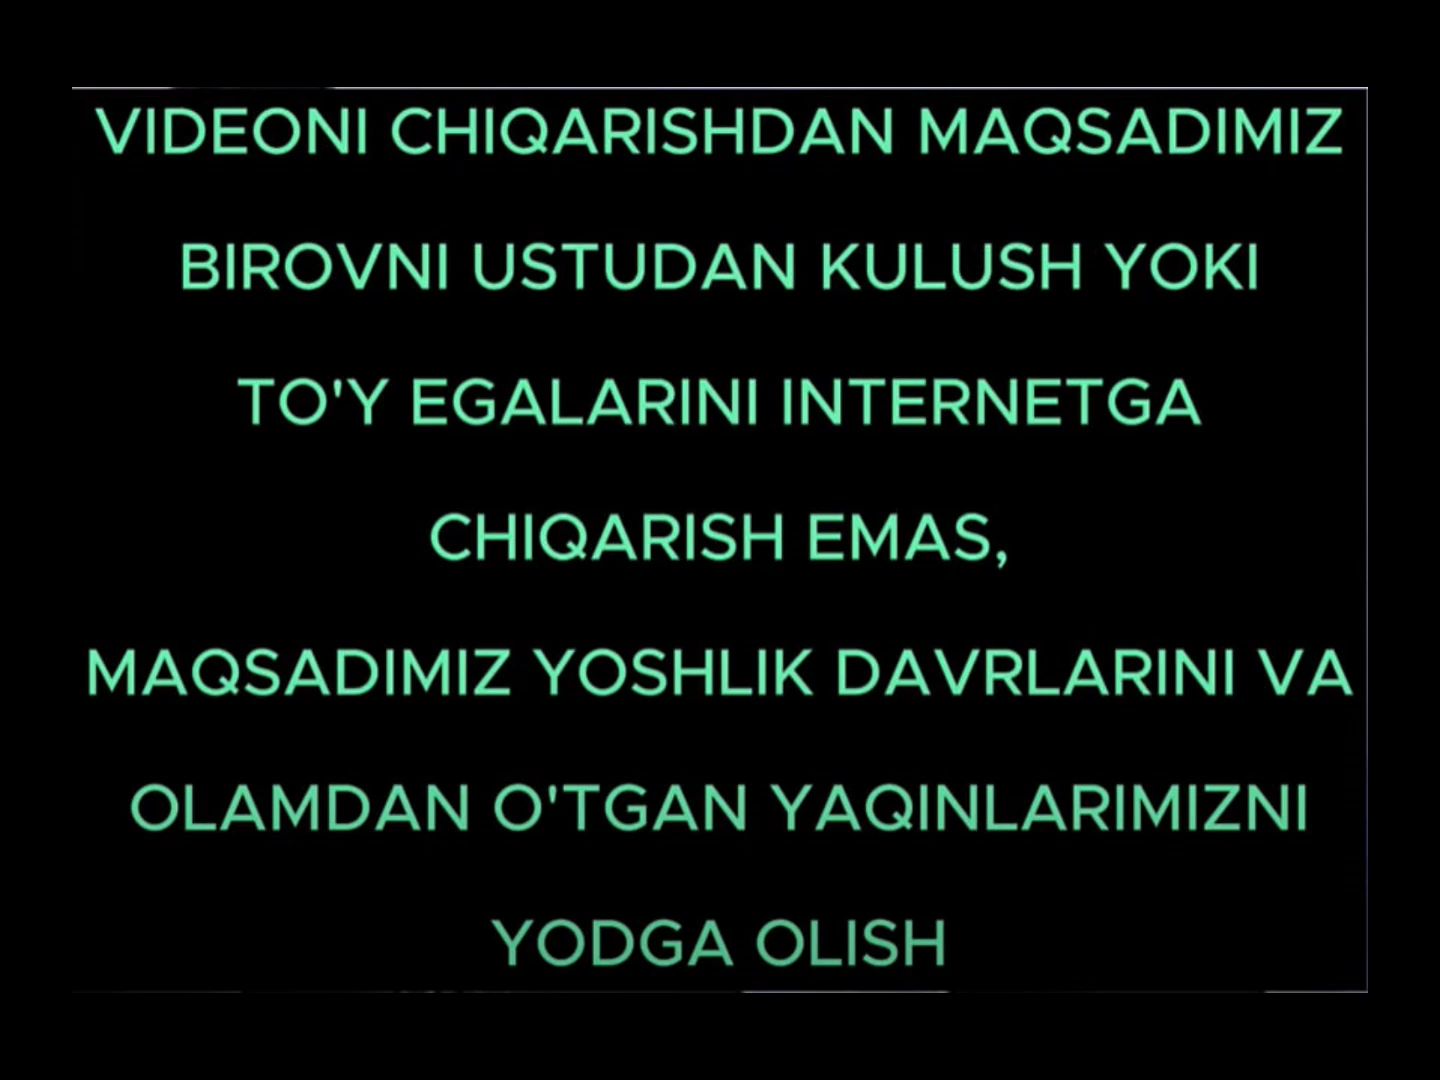 VIDEONI CHIQARISHDAN MAQSADIMIZ
BIROVNI USTUDAN KULUSH YOKI
TO'Y EGALARINI INTERNETGA
CHIQARISH EMAS,
MAQSADIMIZ YOSHLIK DAVRLARINI VA
OLAMDAN O'TGAN YAQINLARIMIZNI
YODGA OLISH